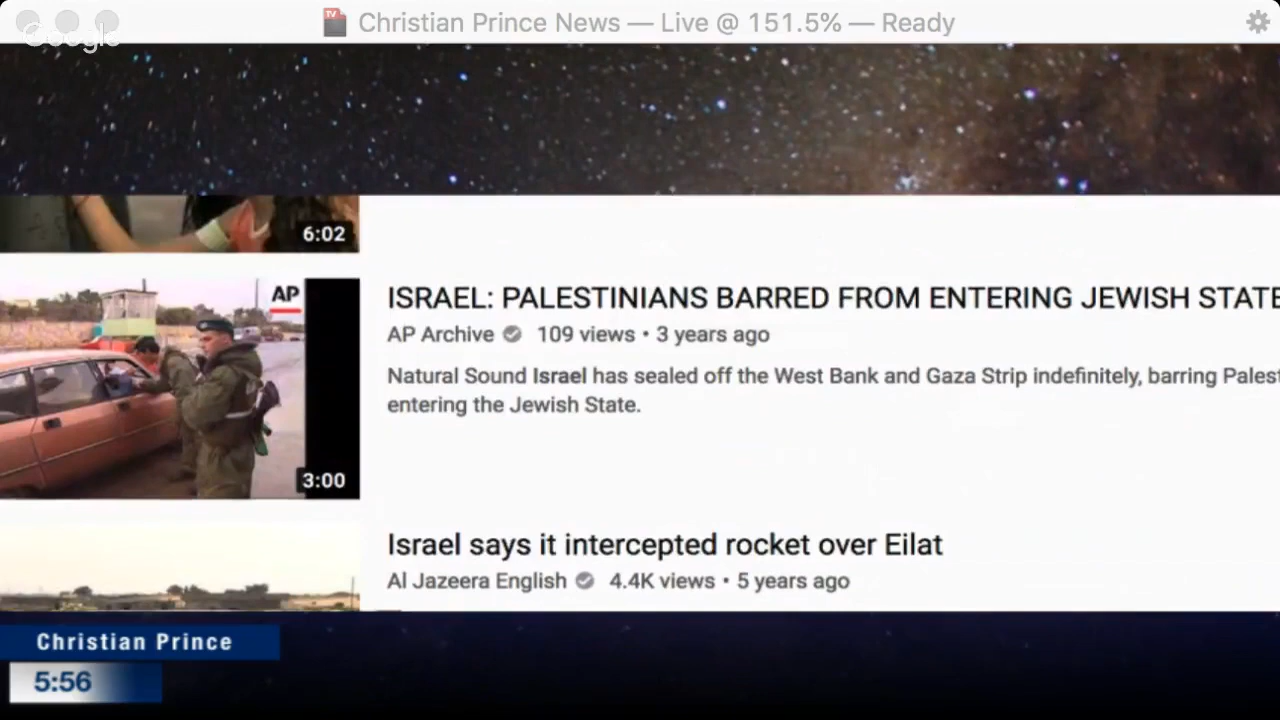 Christian Prince News — Live @ 151.5% — Ready
Google
6:02
AP
ISRAEL: PALESTINIANS BARRED FROM ENTERING JEWISH STATE
AP Archive 109 views • 3 years ago
Natural Sound Israel has sealed off the West Bank and Gaza Strip indefinitely, barring
entering the Jewish State.
3:00
Israel says it intercepted rocket over Eilat
Al Jazeera English 4.4K views • 5 years ago
Christian Prince
5:56